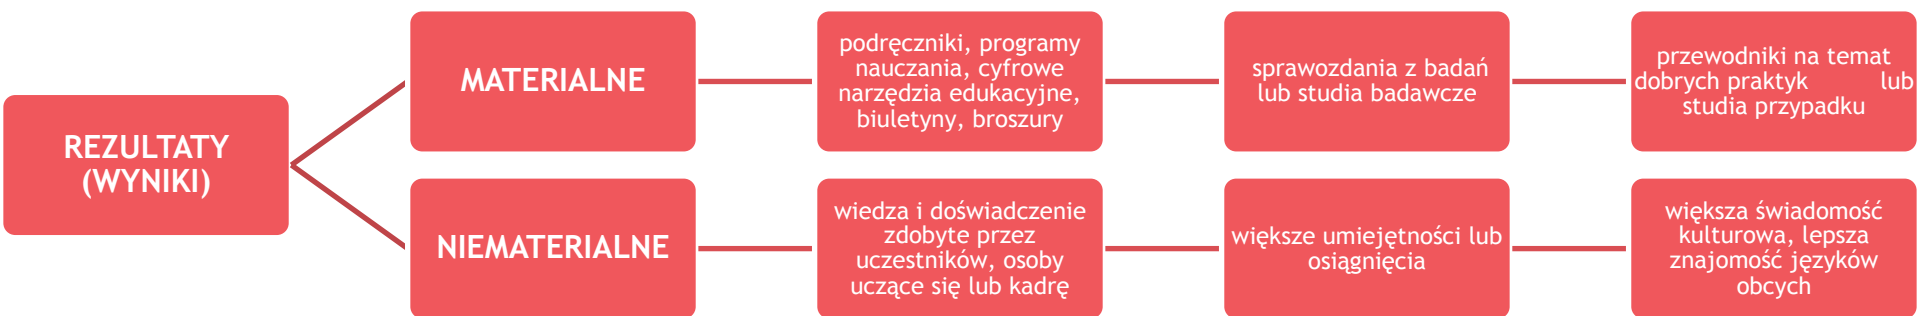 REZULTATY
(WYNIKI)
MATERIALNE
podręczniki, programy
nauczania, cyfrowe
narzędzia edukacyjne,
biuletyny, broszury
sprawozdania z badań
lub studia badawcze
przewodniki na temat
dobrych praktyk lub
studia przypadku
NIEMATERIALNE
wiedza i doświadczenie
zdobyte przez
uczestników, osoby
uczące się lub kadrę
większe umiejętności lub
osiągnięcia
większa świadomość
kulturowa, lepsza
znajomość języków
obcych